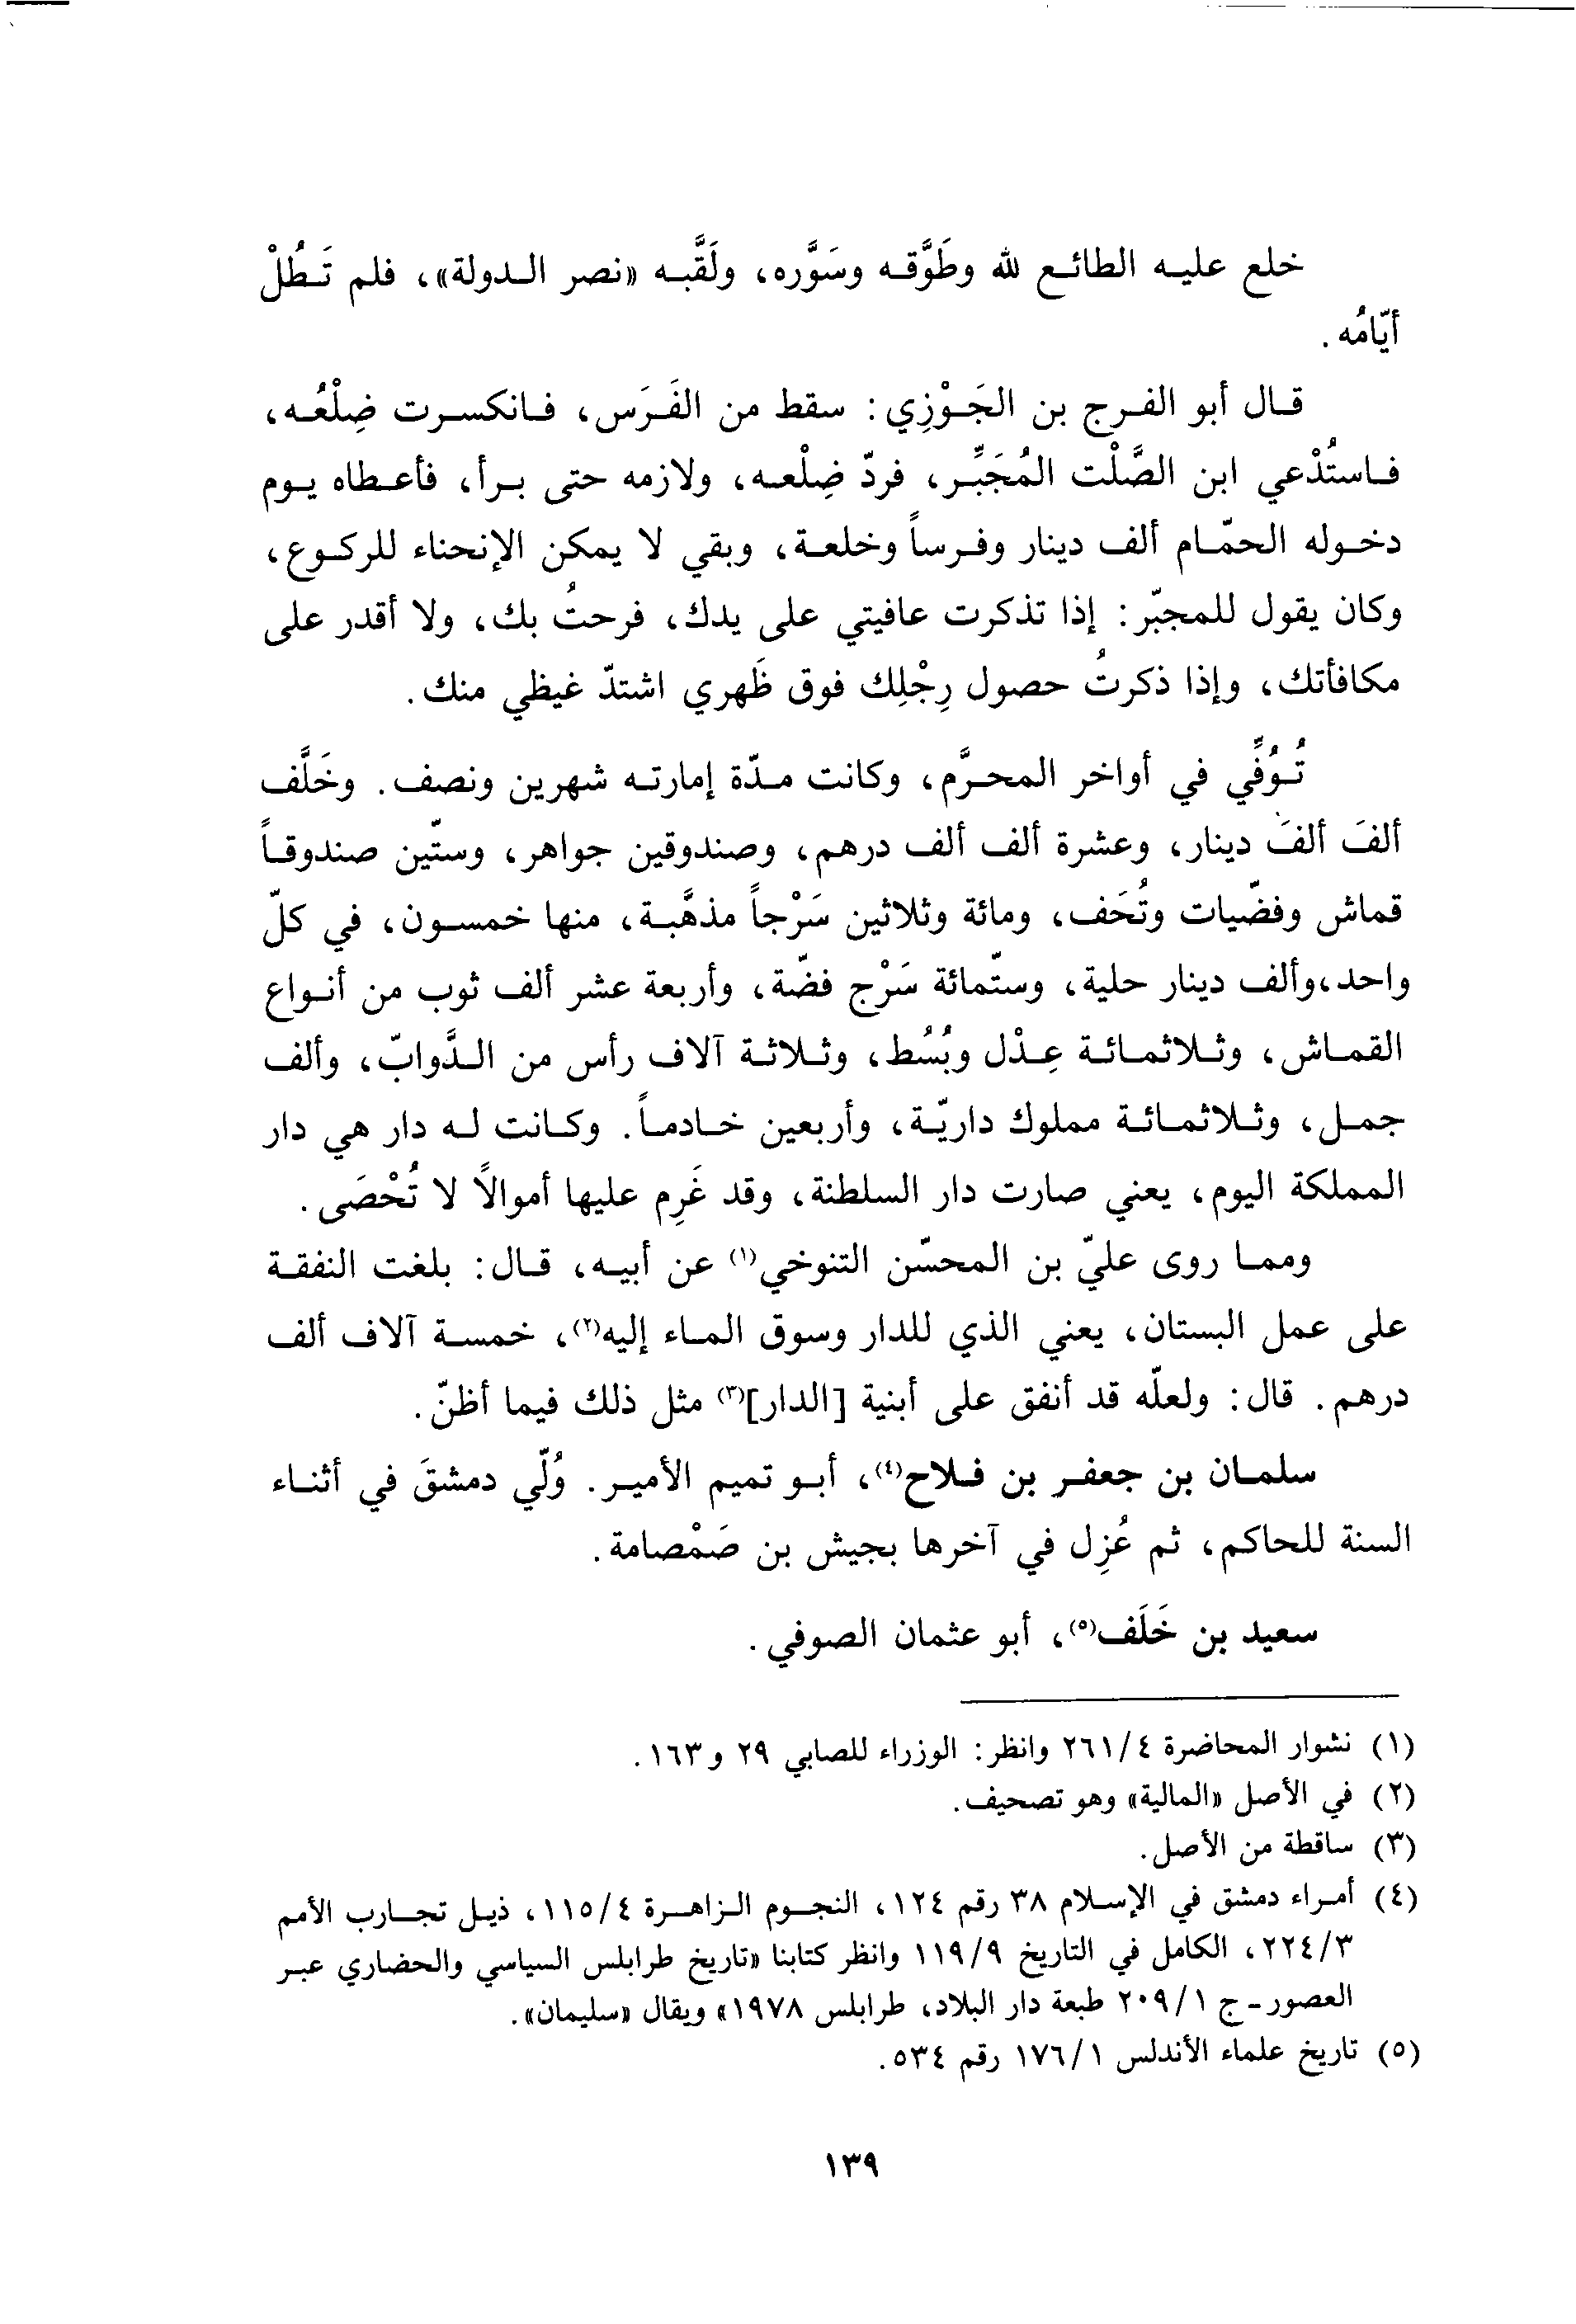 خلع عليه الطائع لله وطَوَّقه وسَوَّره، ولَقَّبه «نصر الدولة»، فلم تَطُلْ
أيّامُه.
قال أبو الفرج بن الجَوْزِي: سقط من الفَرَس، فانكسرت ضِلْعُه،
فاستُدْعي ابن الصَّلْت المُجَبِّر، فردّ ضِلْعه، ولازمه حتى برأ، فأعطاه يوم
دخوله الحمّام ألف دينار وفرساً وخلعة، وبقي لا يمكن الإنحناء للركوع،
وكان يقول للمجبّر: إذا تذكرت عافيتي على يدك، فرحتُ بك، ولا أقدر على
مكافأتك، وإذا ذكرتُ حصول رِجْلِك فوق ظَهري اشتدّ غيظي منك.
تُوُفِّي في أواخر المحرَّم، وكانت مدّة إمارته شهرين ونصف. وخَلَّف
ألفَ ألفَ دينار، وعشرة ألف ألف درهم، وصندوقين جواهر، وستّين صندوقاً
قماش وفضّيات وتُحَف، ومائة وثلاثين سَرْجاً مذهَّبة، منها خمسون، في كلّ
واحد،وألف دينار حلية، وستّمائة سَرْج فضّة، وأربعة عشر ألف ثوب من أنواع
القماش، وثلاثمائة عِدْل وبُسُط، وثلاثة آلاف رأس من الدَّوابّ، وألف
جمل، وثلاثمائة مملوك داريّة، وأربعين خادماً. وكانت له دار هي دار
المملكة اليوم، يعني صارت دار السلطنة، وقد غَرِم عليها أموالاً لا تُحْصَى.
ومما روى عليّ بن المحسّن التنوخي(١) عن أبيه، قال: بلغت النفقة
على عمل البستان، يعني الذي للدار وسوق الماء إليه(٢)، خمسة آلاف ألف
درهم. قال: ولعلّه قد أنفق على أبنية [الدار](٣) مثل ذلك فيما أظنّ.
سلمان بن جعفر بن فلاح(٤)، أبو تميم الأمير. وُلّي دمشقَ في أثناء
السنة للحاكم، ثم عُزِل في آخرها بجيش بن صَمْصامة.
سعيد بن خَلَف(٥)، أبو عثمان الصوفي.
(١) نشوار المحاضرة ٢٦١/٤ وانظر: الوزراء للصابي ٢٩ و١٦٣.
(٢) في الأصل «المالية» وهو تصحيف.
(٣) ساقطة من الأصل.
(٤) أمراء دمشق في الإسلام ٣٨ رقم ١٢٤، النجوم الزاهرة ١١٥/٤، ذيل تجارب الأمم
٢٢٤/٣، الكامل في التاريخ ١١٩/٩ وانظر كتابنا «تاريخ طرابلس السياسي والحضاري عبر
العصور - ج ٢٠٩/١ طبعة دار البلاد، طرابلس ١٩٧٨» ويقال «سليمان».
(٥) تاريخ علماء الأندلس ١٧٦/١ رقم ٥٣٤.
١٣٩